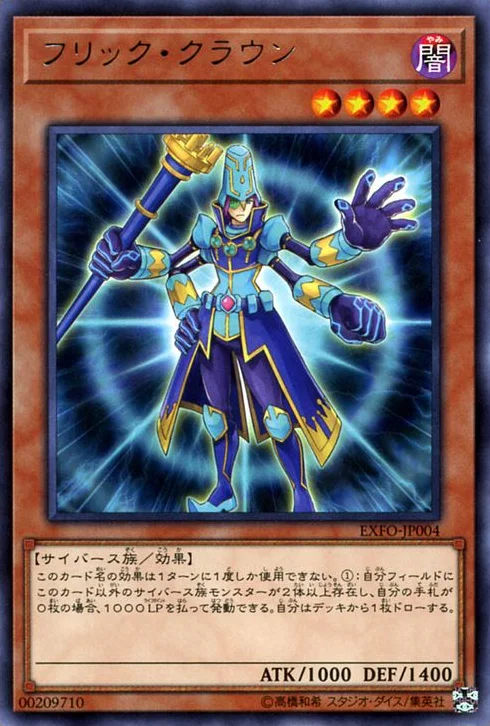 フリック・クラウン
闇
EXFO-JP004
【サイバース族/効果】
このカード名の効果は1ターンに1度しか使用できない。①:自分フィールドに
このカード以外のサイバース族モンスターが2体以上存在し、自分の手札が
0枚の場合、1000LPを払って発動できる。自分はデッキから1枚ドローする。
ATK/1000 DEF/1400
00209710
©高橋和希 スタジオ・ダイス/集英社